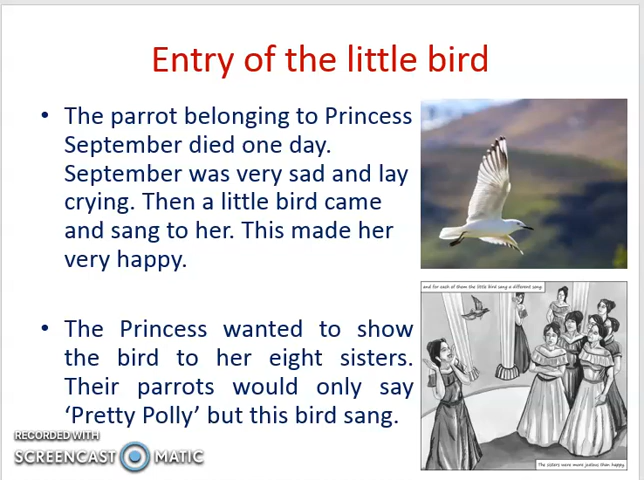 Entry of the little bird
• The parrot belonging to Princess
September died one day.
September was very sad and lay
crying. Then a little bird came
and sang to her. This made her
very happy.
• The Princess wanted to show
the bird to her eight sisters.
Their parrots would only say
‘Pretty Polly’ but this bird sang.
and for each of them the little bird sang a different song.
The sisters were more jealous than happy.
RECORDED WITH
SCREENCAST MATIC